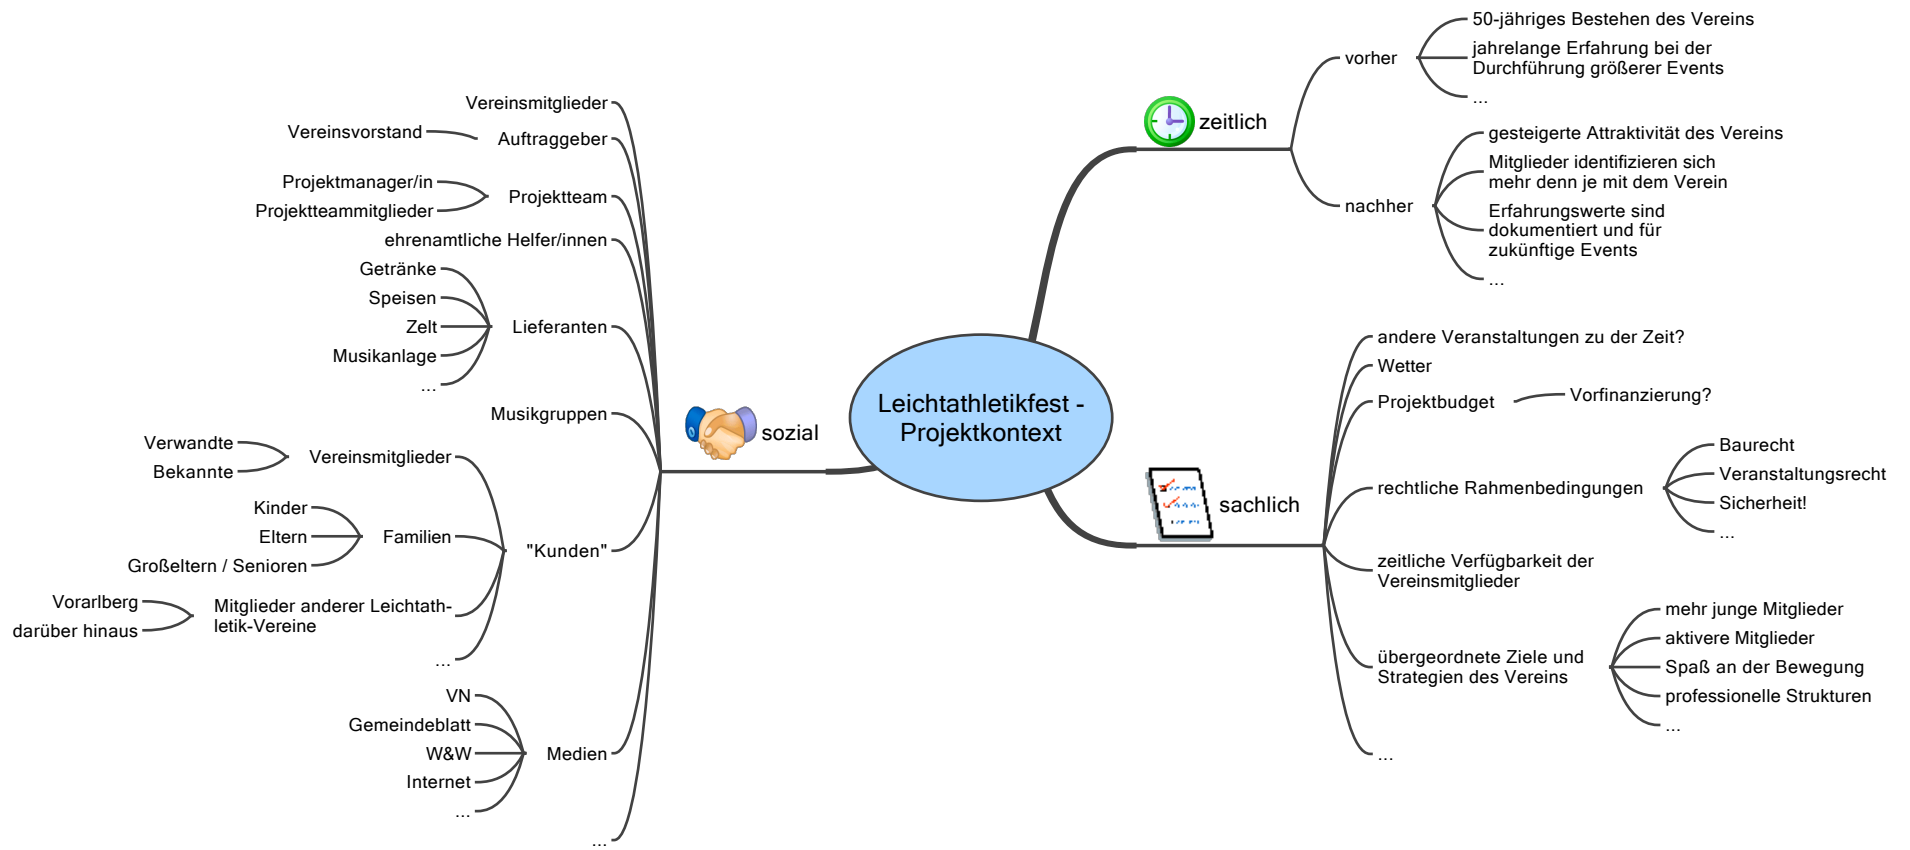 Leichtathletikfest -
Projektkontext
zeitlich
vorher
50-jähriges Bestehen des Vereins
jahrelange Erfahrung bei der
Durchführung größerer Events
...
nachher
gesteigerte Attraktivität des Vereins
Mitglieder identifizieren sich
mehr denn je mit dem Verein
Erfahrungswerte sind
dokumentiert und für
zukünftige Events
...
sachlich
andere Veranstaltungen zu der Zeit?
Wetter
Projektbudget
Vorfinanzierung?
rechtliche Rahmenbedingungen
Baurecht
Veranstaltungsrecht
Sicherheit!
...
zeitliche Verfügbarkeit der
Vereinsmitglieder
übergeordnete Ziele und
Strategien des Vereins
mehr junge Mitglieder
aktivere Mitglieder
Spaß an der Bewegung
professionelle Strukturen
...
...
sozial
Vereinsmitglieder
Auftraggeber
Vereinsvorstand
Projektteam
Projektmanager/in
Projektteammitglieder
ehrenamtliche Helfer/innen
Lieferanten
Getränke
Speisen
Zelt
Musikanlage
...
Musikgruppen
"Kunden"
Vereinsmitglieder
Verwandte
Bekannte
Familien
Kinder
Eltern
Großeltern / Senioren
Mitglieder anderer Leichtath-
letik-Vereine
Vorarlberg
darüber hinaus
...
Medien
VN
Gemeindeblatt
W&W
Internet
...
...